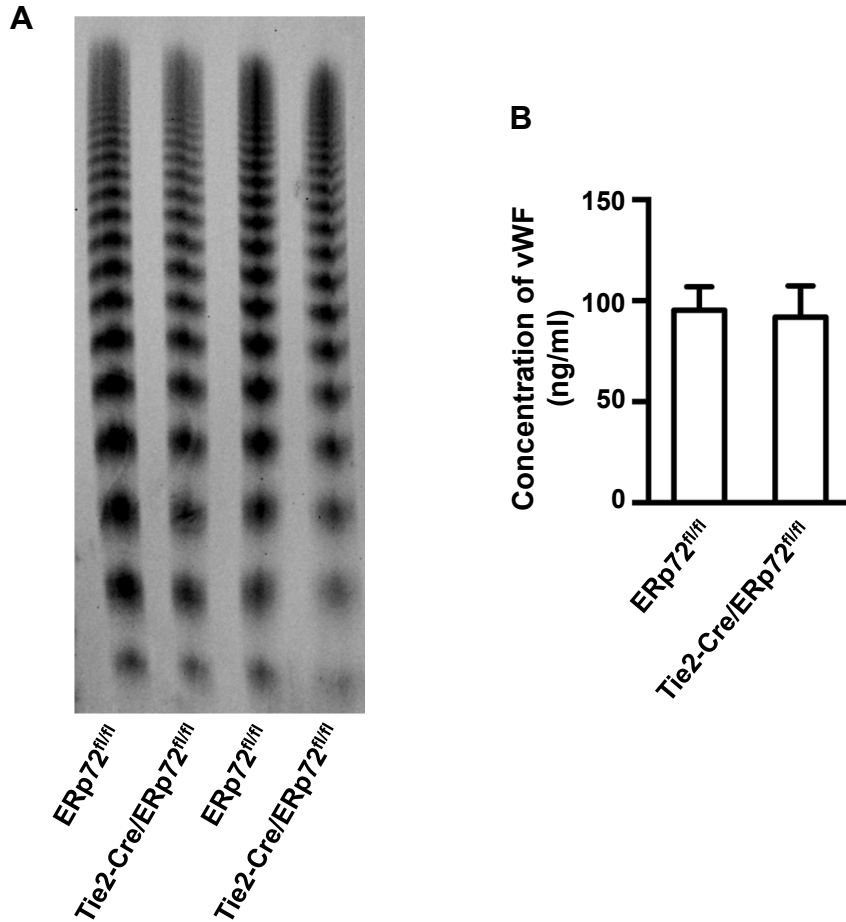 A
ERp72fl/fl
Tie2-Cre/ERp72fl/fl
ERp72fl/fl
Tie2-Cre/ERp72fl/fl
B
Concentration of vWF
(ng/ml)
150
100
50
0
ERp72fl/fl
Tie2-Cre/ERp72fl/fl